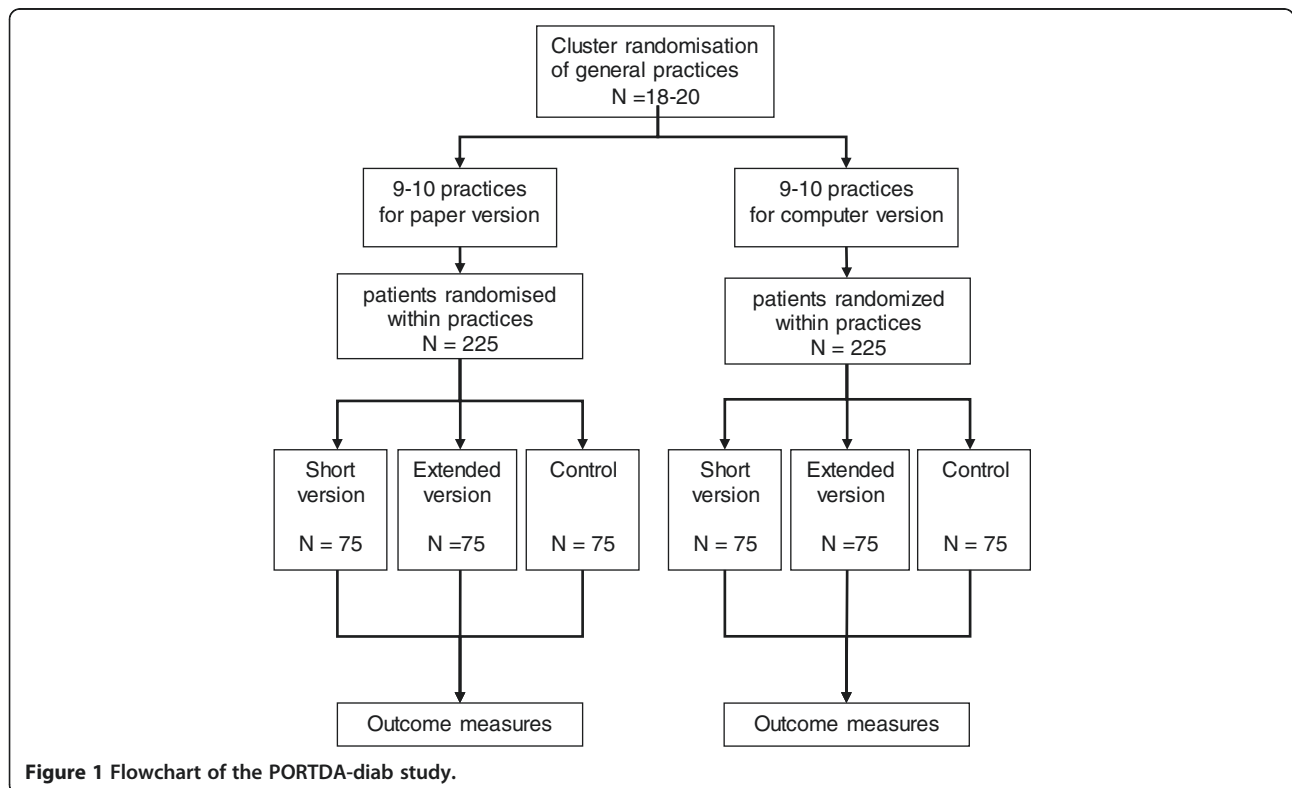 Cluster randomisation
of general practices
N =18-20
9-10 practices
for paper version
9-10 practices
for computer version
patients randomised
within practices
N = 225
patients randomized
within practices
N = 225
Short
version
N = 75
Extended
version
N =75
Control
N = 75
Short
version
N = 75
Extended
version
N =75
Control
N = 75
Outcome measures
Outcome measures
Figure 1 Flowchart of the PORTDA-diab study.